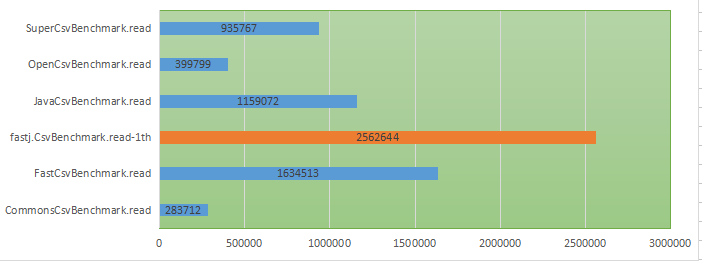 SuperCsvBenchmark.read
935767
OpenCsvBenchmark.read
399799
JavaCsvBenchmark.read
1159072
fastj.CsvBenchmark.read-1th
2562644
FastCsvBenchmark.read
1634513
CommonsCsvBenchmark.read
283712
0 500000 1000000 1500000 2000000 2500000 3000000